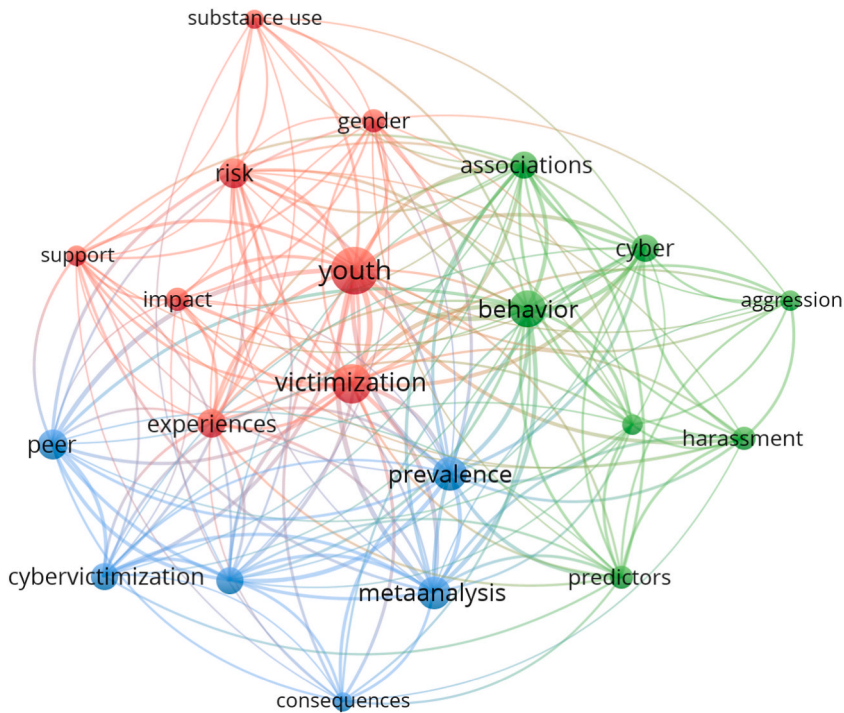 substance use
gender
associations
risk
cyber
support
youth
impact
aggression
behavior
victimization
experiences
harassment
peer
prevalence
cybervictimization
predictors
metaanalysis
consequences